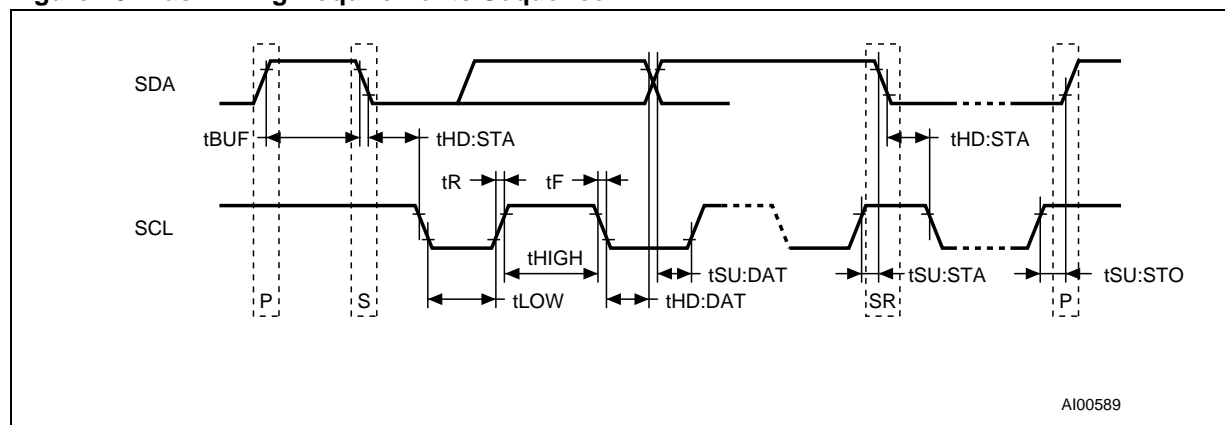 SDA
tBUF
tHD:STA
tHD:STA
tR
tF
SCL
tHIGH
tSU:DAT
tSU:STA
tSU:STO
P
S
tLOW
tHD:DAT
SR
P
AI00589